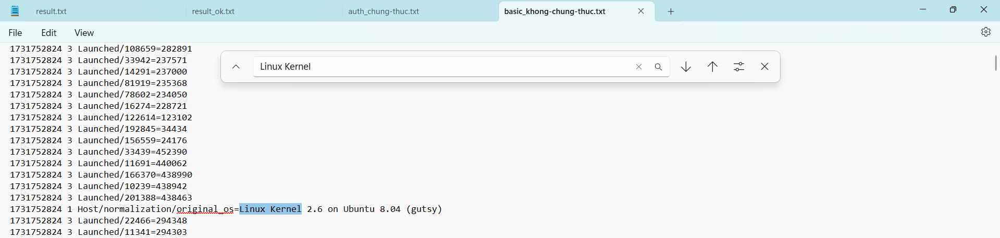 result.txt
result_ok.txt
auth_chung-thuc.txt
basic_khong-chung-thuc.txt
File
Edit
View
Linux Kernel
1731752824 3 Launched/108659=282891
1731752824 3 Launched/33942=237571
1731752824 3 Launched/14291=237000
1731752824 3 Launched/81919=235368
1731752824 3 Launched/78602=234050
1731752824 3 Launched/16274=228721
1731752824 3 Launched/122614=123102
1731752824 3 Launched/192845=34434
1731752824 3 Launched/156559=24176
1731752824 3 Launched/33439=452390
1731752824 3 Launched/11691=440062
1731752824 3 Launched/166370=438990
1731752824 3 Launched/10239=438942
1731752824 3 Launched/201388=438463
1731752824 1 Host/normalization/original_os=Linux Kernel 2.6 on Ubuntu 8.04 (gutsy)
1731752824 3 Launched/22466=294348
1731752824 3 Launched/11341=294303